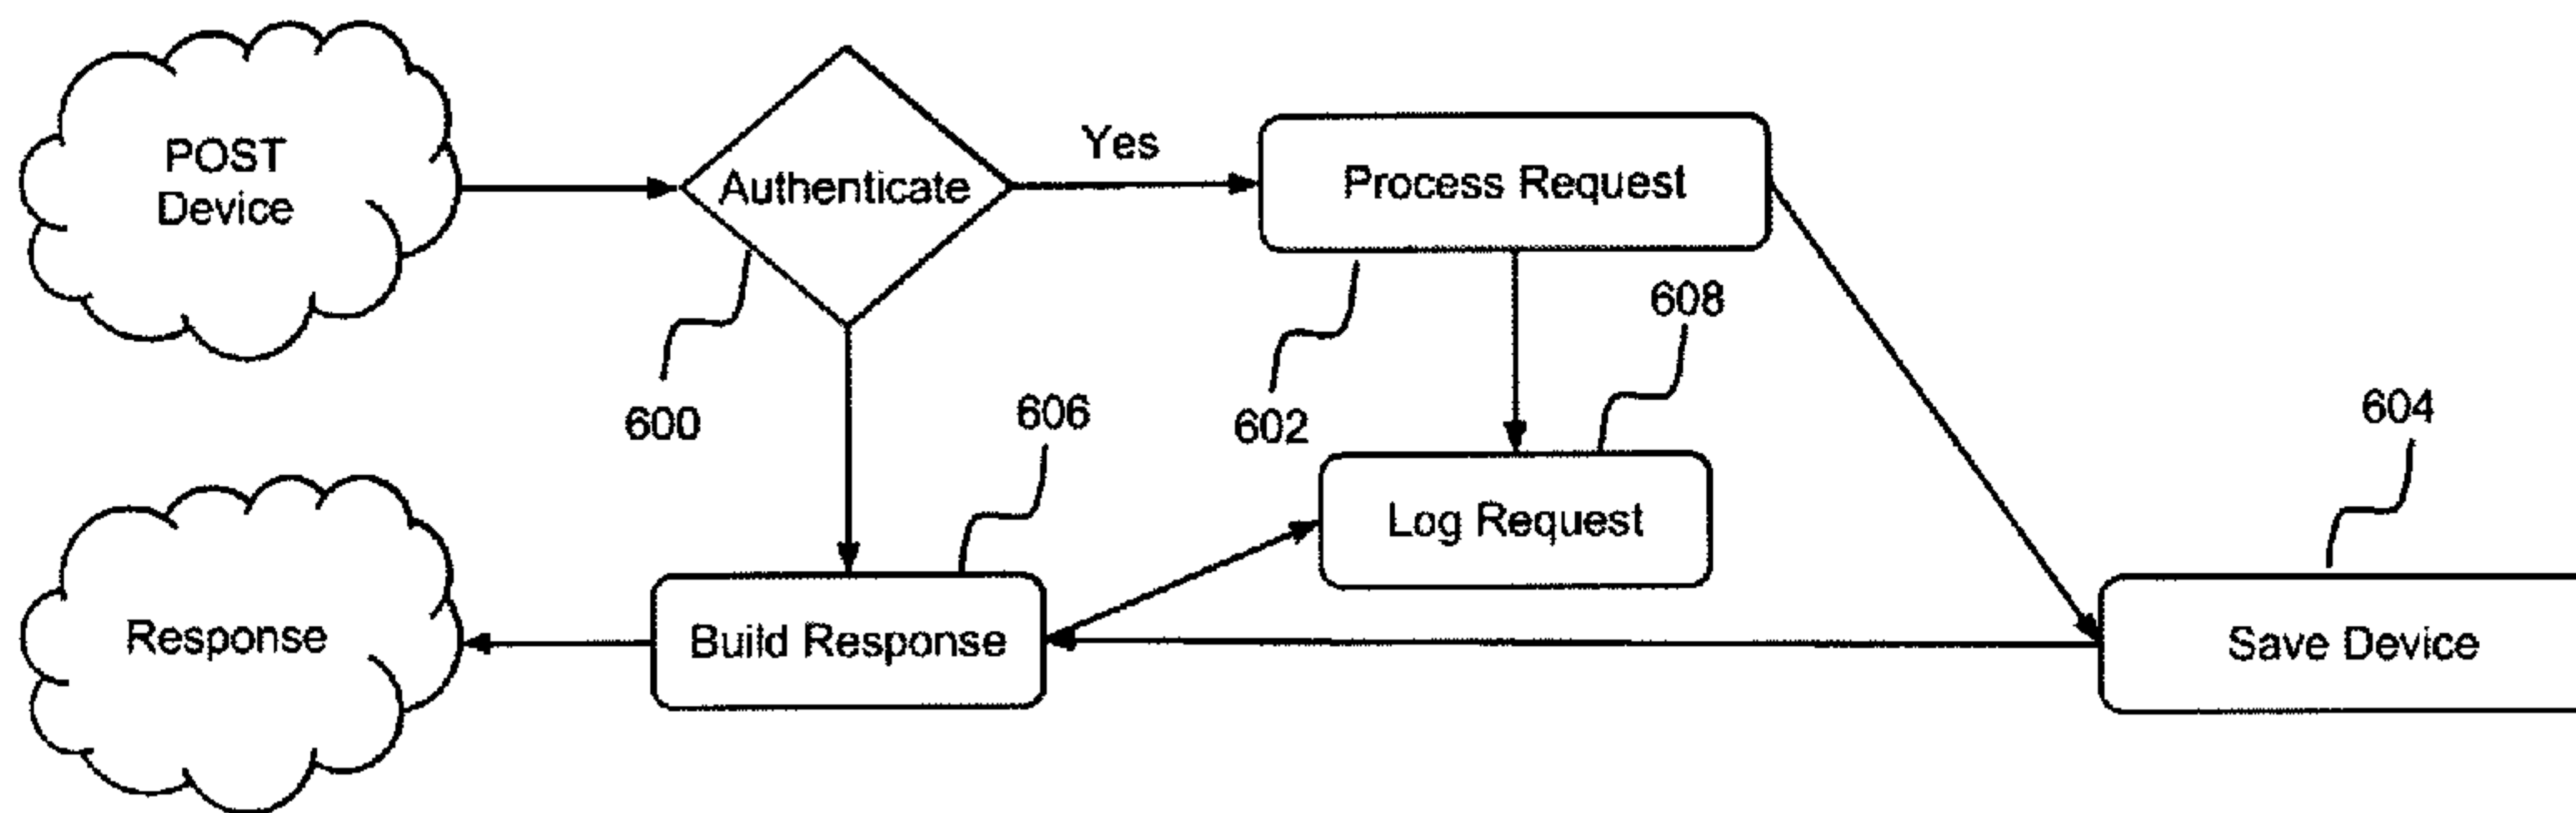 POST
Device
Authenticate
Yes
Process Request
600
606
602
608
604
Log Request
Response
Build Response
Save Device